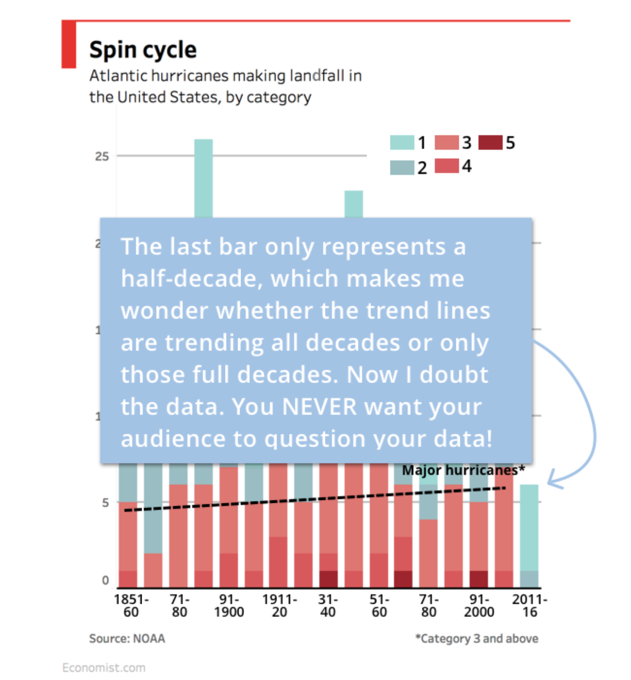 Spin cycle
Atlantic hurricanes making landfall in
the United States, by category
25
1 3 5
2 4
2
The last bar only represents a
half-decade, which makes me
wonder whether the trend lines
are trending all decades or only
1
those full decades. Now I doubt
the data. You NEVER want your
1
audience to question your data!
Major hurricanes*
5
0
1851- 71- 91- 1911- 31- 51- 71- 91- 2011-
60 80 1900 20 40 60 80 2000 16
Source: NOAA *Category 3 and above
Economist.com